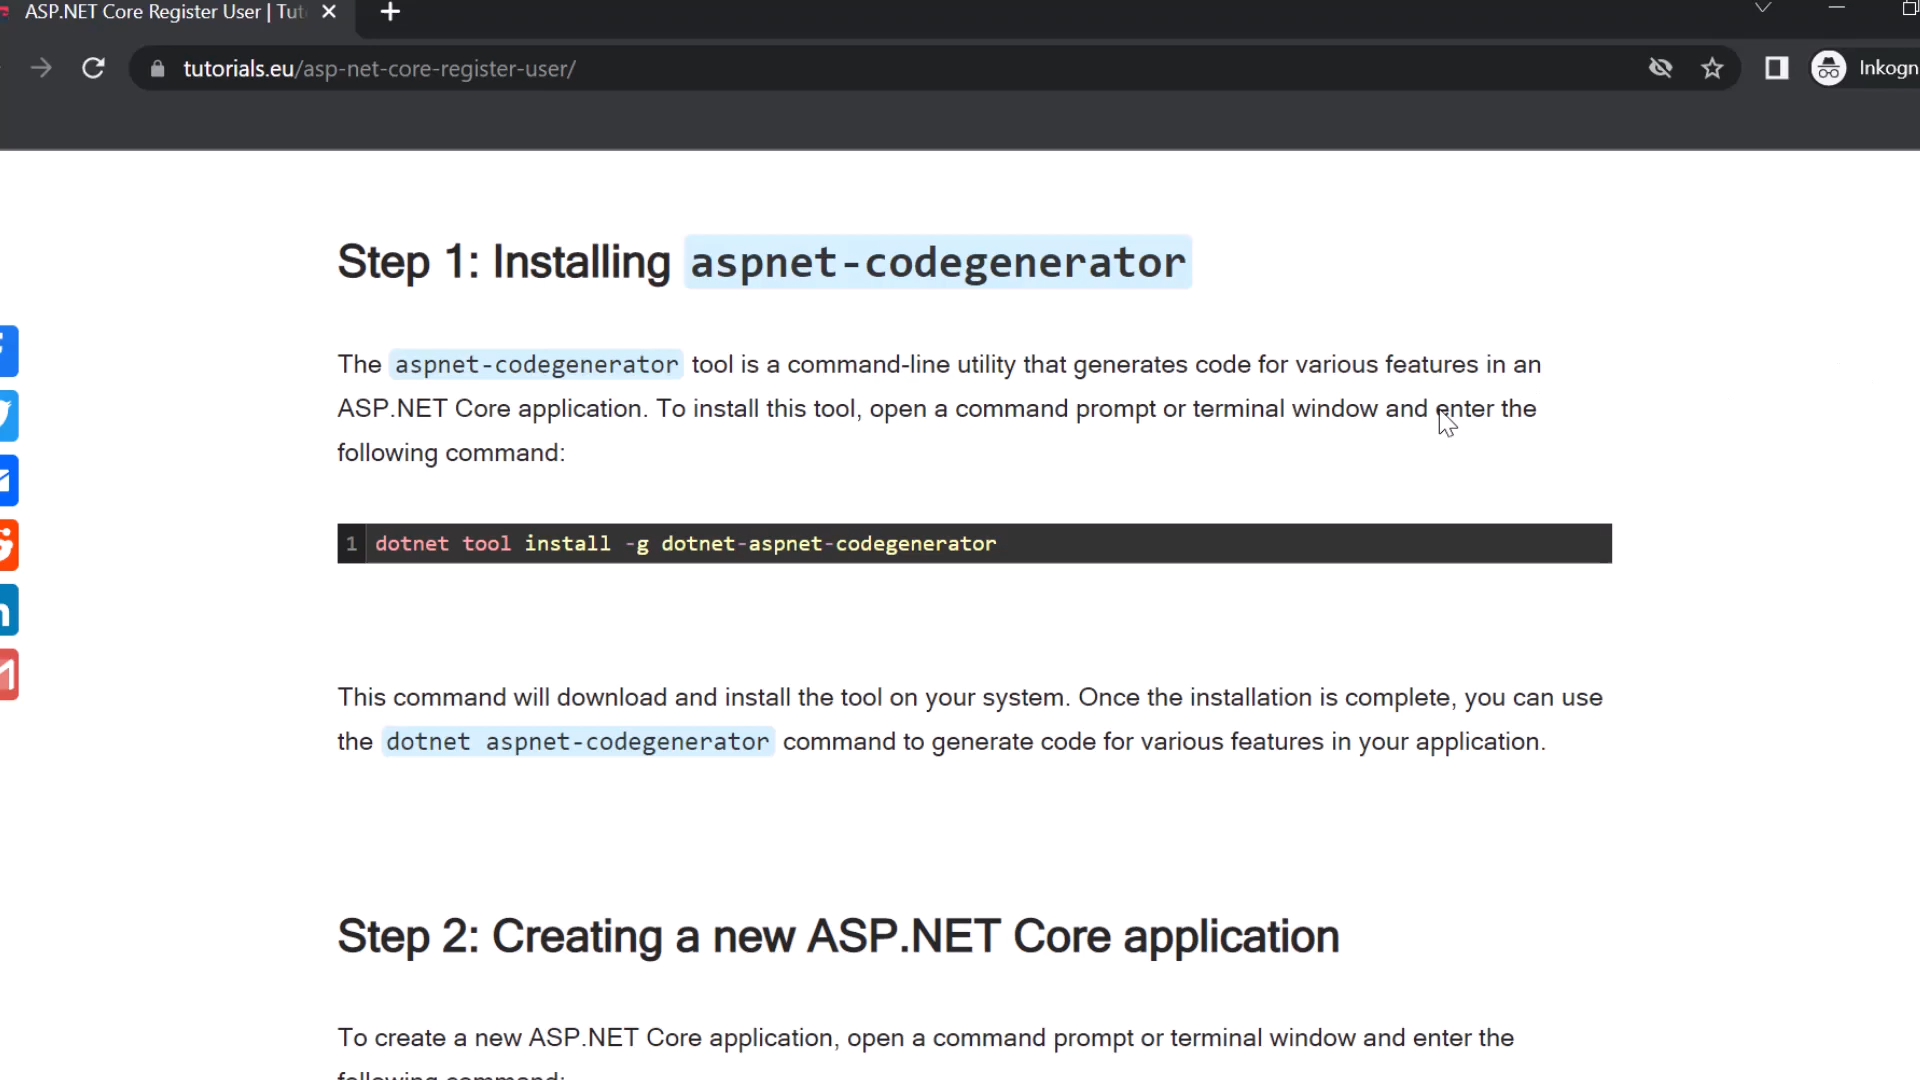 ASP.NET Core Register User | Tut
tutorials.eu/asp-net-core-register-user/
Inkogn
Step 1: Installing aspnet-codegenerator
The aspnet-codegenerator tool is a command-line utility that generates code for various features in an
ASP.NET Core application. To install this tool, open a command prompt or terminal window and enter the
following command:
1 dotnet tool install -g dotnet-aspnet-codegenerator
This command will download and install the tool on your system. Once the installation is complete, you can use
the dotnet aspnet-codegenerator command to generate code for various features in your application.
Step 2: Creating a new ASP.NET Core application
To create a new ASP.NET Core application, open a command prompt or terminal window and enter the
following command: